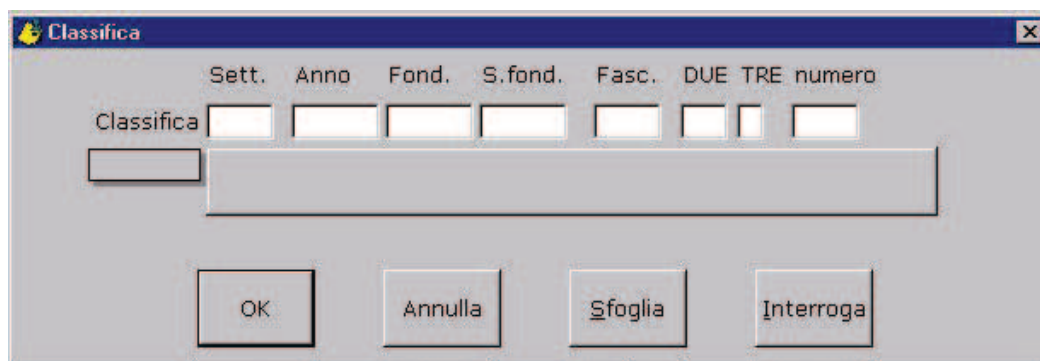 Classifica
Sett. Anno Fond. S.fond. Fasc. DUE TRE numero
Classifica
OK Annulla Sfoglia Interroga